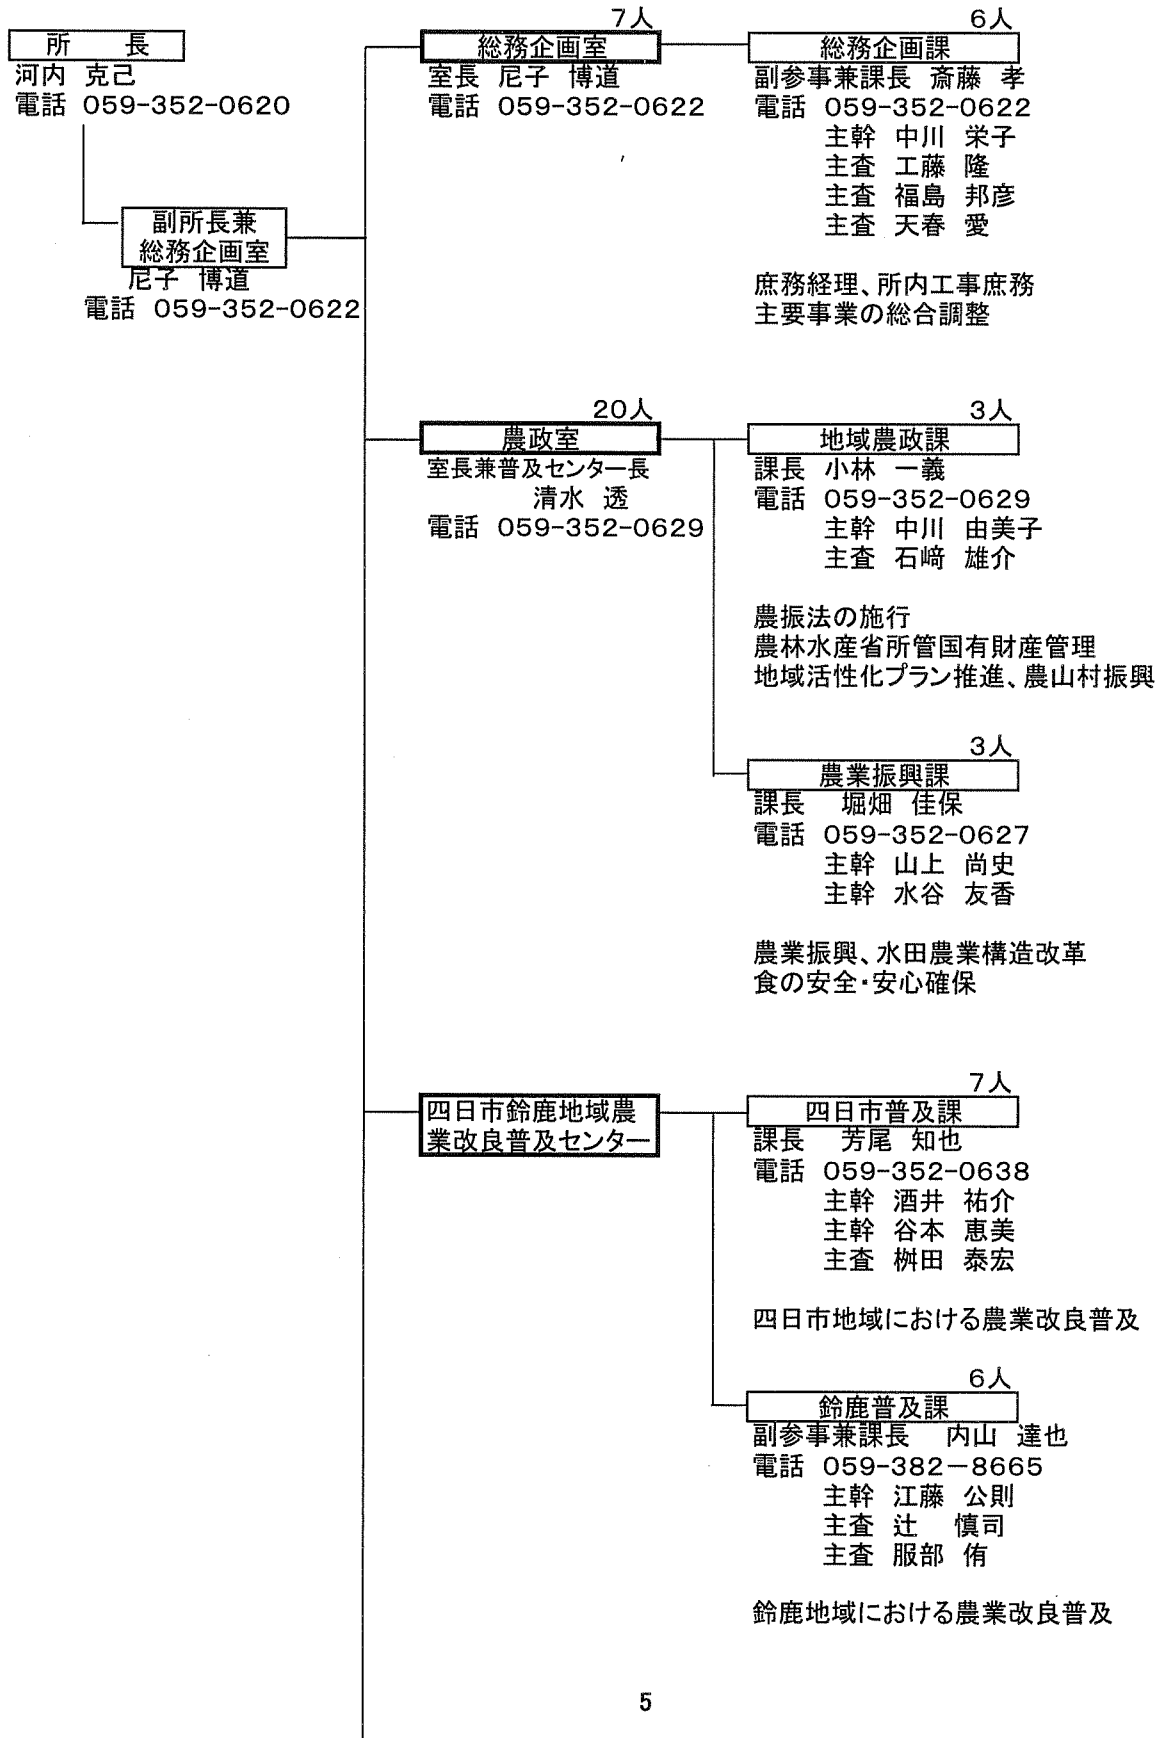 所　長
河内　克己
電話　059-352-0620
副所長兼
総務企画室
尼子　博道
電話　059-352-0622
7人
総務企画室
室長　尼子　博道
電話　059-352-0622
6人
総務企画課
副参事兼課長　斎藤　孝
電話　059-352-0622
主幹　中川　栄子
主査　工藤　隆
主査　福島　邦彦
主査　天春　愛
庶務経理、所内工事庶務
主要事業の総合調整
20人
農政室
室長兼普及センター長
清水　透
電話　059-352-0629
3人
地域農政課
課長　小林　一義
電話　059-352-0629
主幹　中川　由美子
主査　石﨑　雄介
農振法の施行
農林水産省所管国有財産管理
地域活性化プラン推進、農山村振興
3人
農業振興課
課長　堀畑　佳保
電話　059-352-0627
主幹　山上　尚史
主幹　水谷　友香
農業振興、水田農業構造改革
食の安全・安心確保
四日市鈴鹿地域農
業改良普及センター
7人
四日市普及課
課長　芳尾　知也
電話　059-352-0638
主幹　酒井　祐介
主幹　谷本　恵美
主査　桝田　泰宏
四日市地域における農業改良普及
6人
鈴鹿普及課
副参事兼課長　内山　達也
電話　059-382－8665
主幹　江藤　公則
主査　辻　慎司
主査　服部　侑
鈴鹿地域における農業改良普及
5